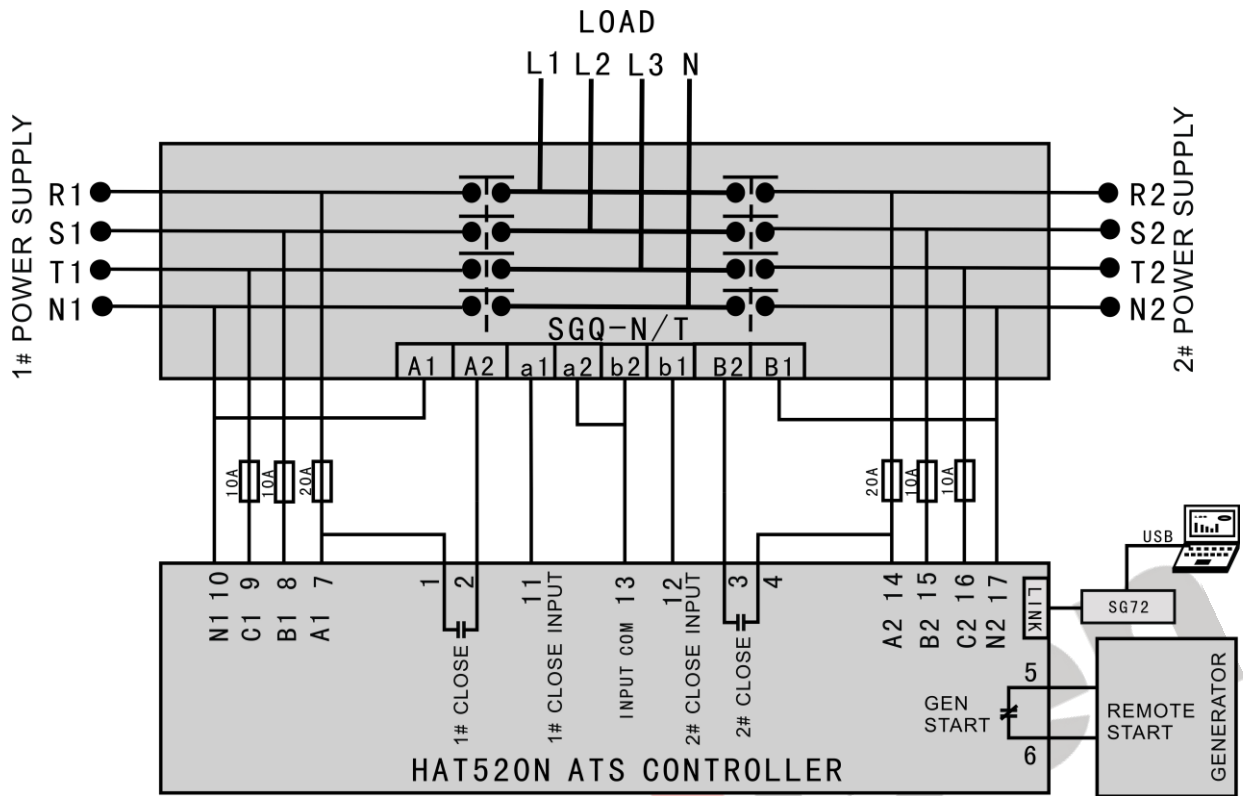 LOAD
L1 L2 L3 N
1# POWER SUPPLY
R1
S1
T1
N1
2# POWER SUPPLY
R2
S2
T2
N2
SGQ-N/T
A1 A2 a1 a2 b2 b1 B2 B1
10A 10A 20A
20A 10A 10A
USB
SG72
LINK
N1 10
C1 9
B1 8
A1 7
1
2
11
13
12
3
4
A2 14
B2 15
C2 16
N2 17
1# CLOSE
1# CLOSE INPUT
INPUT COM
2# CLOSE INPUT
2# CLOSE
5
6
GEN
START
REMOTE
START
GENERATOR
HAT520N ATS CONTROLLER